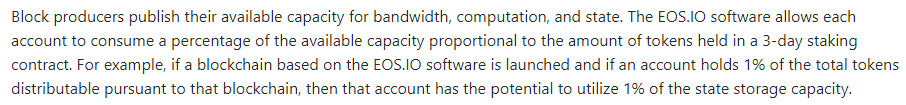 Block producers publish their available capacity for bandwidth, computation, and state. The EOS.IO software allows each
account to consume a percentage of the available capacity proportional to the amount of tokens held in a 3-day staking
contract. For example, if a blockchain based on the EOS.IO software is launched and if an account holds 1% of the total tokens
distributable pursuant to that blockchain, then that account has the potential to utilize 1% of the state storage capacity.